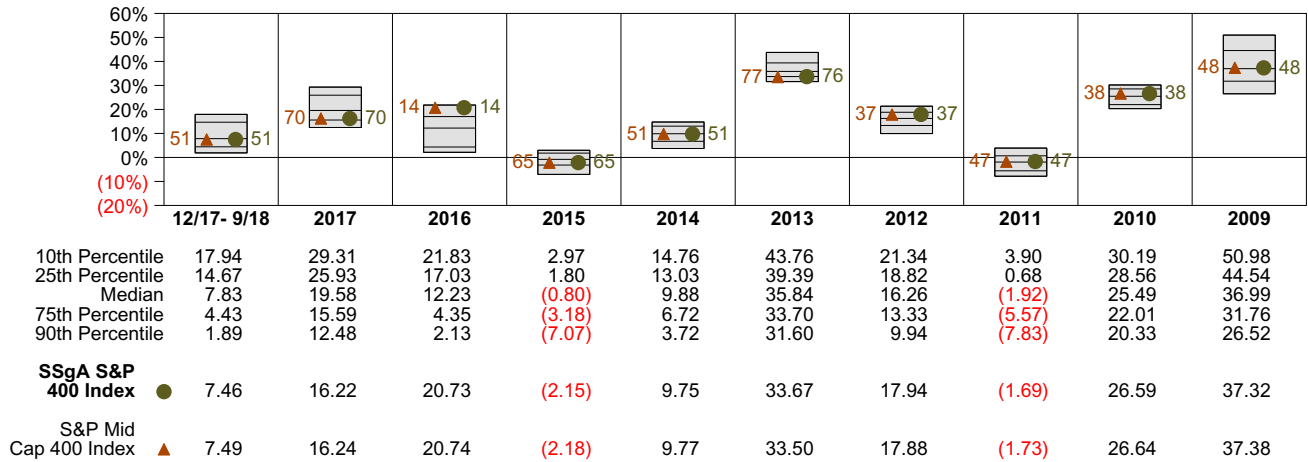 60%
50%
40%
30%
20%
10%
0%
(10%)
(20%)
51 51
70 70
14 14
65 65
51 51
77 76
37 37
47 47
38 38
48 48
12/17- 9/18 2017 2016 2015 2014 2013 2012 2011 2010 2009
10th Percentile 17.94 29.31 21.83 2.97 14.76 43.76 21.34 3.90 30.19 50.98
25th Percentile 14.67 25.93 17.03 1.80 13.03 39.39 18.82 0.68 28.56 44.54
Median 7.83 19.58 12.23 (0.80) 9.88 35.84 16.26 (1.92) 25.49 36.99
75th Percentile 4.43 15.59 4.35 (3.18) 6.72 33.70 13.33 (5.57) 22.01 31.76
90th Percentile 1.89 12.48 2.13 (7.07) 3.72 31.60 9.94 (7.83) 20.33 26.52
SSgA S&P
400 Index 7.46 16.22 20.73 (2.15) 9.75 33.67 17.94 (1.69) 26.59 37.32
S&P Mid
Cap 400 Index 7.49 16.24 20.74 (2.18) 9.77 33.50 17.88 (1.73) 26.64 37.38